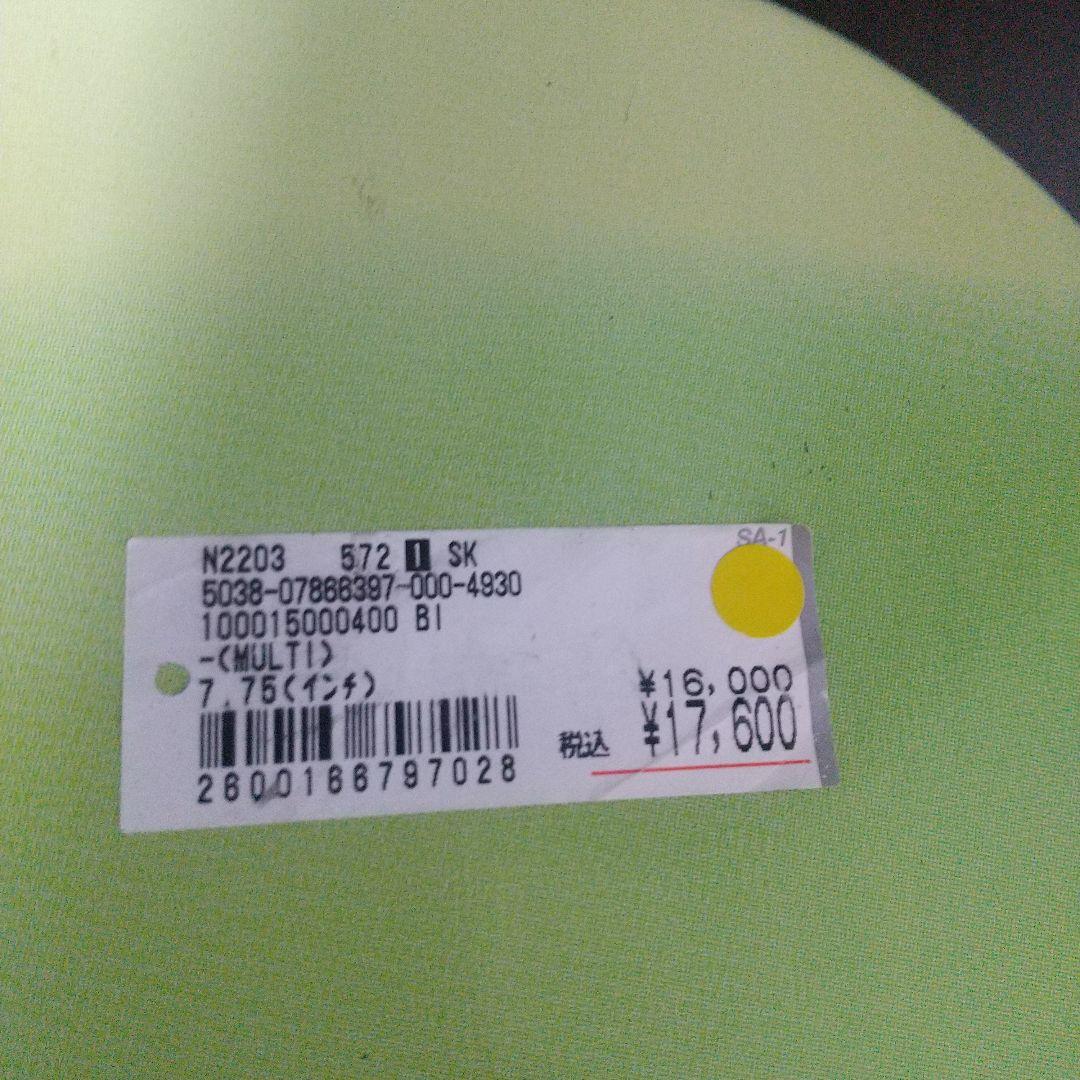 SA-1
N2203 572 1 SK
5038-07866397-000-4930
100015000400 BI
-(MULTI)
7.75(インチ)
¥16,000
税込 ¥17,600
2600166797028